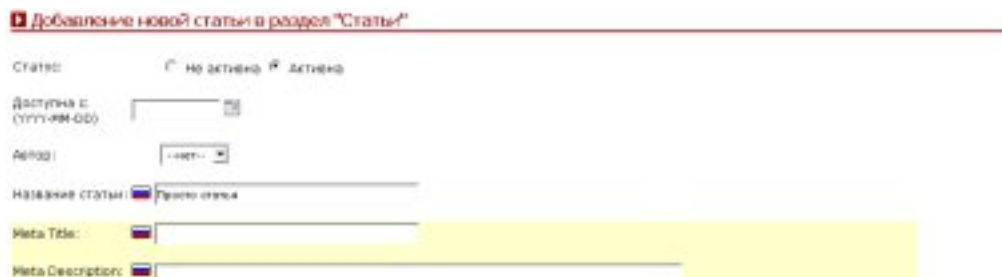 Добавление новой статьи в раздел "Статьи"
Статус: Не активна Активна
Доступна с:
(YYYY-MM-DD)
Автор: --нет--
Название статьи: Просто статья
Meta Title:
Meta Description: